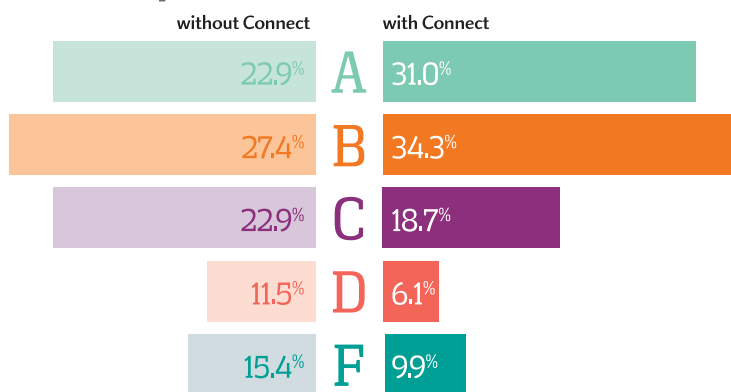 without Connect with Connect
22.9% A 31.0%
27.4% B 34.3%
22.9% C 18.7%
11.5% D 6.1%
15.4% F 9.9%